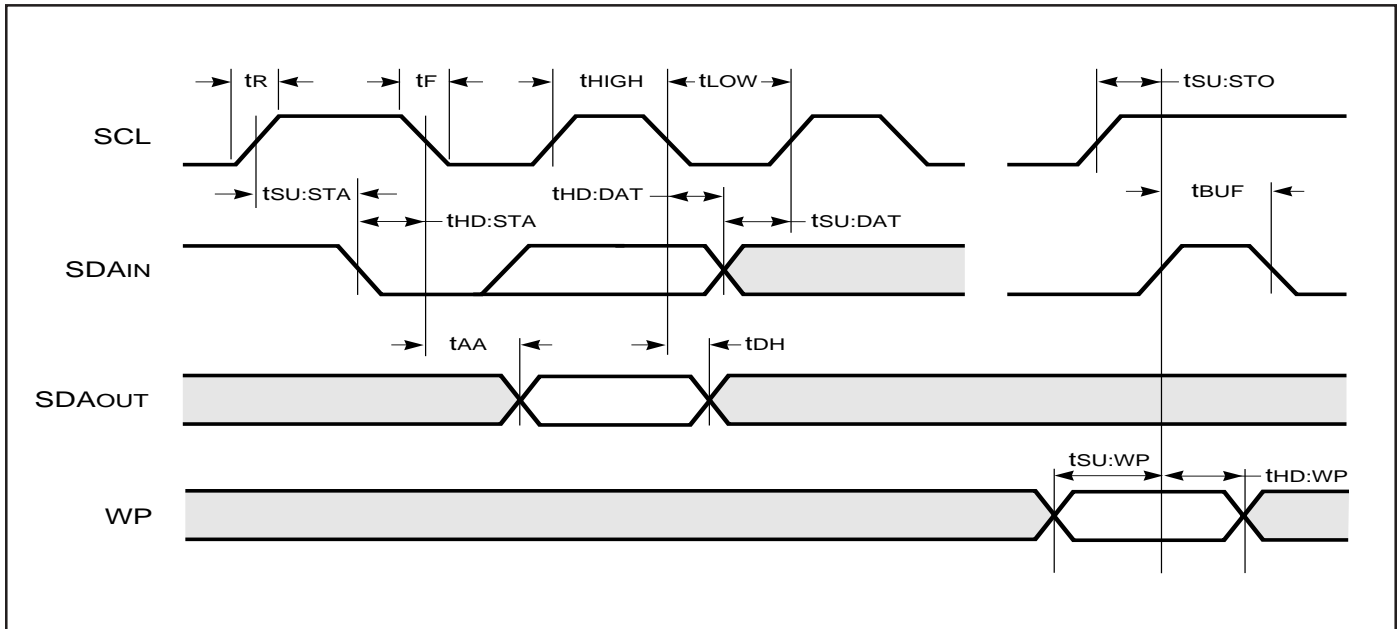 tR tF tHIGH tLOW tSU:STO
SCL
tSU:STA tHD:DAT tBUF
tHD:STA tSU:DAT
SDAIN
tAA tDH
SDAOUT
tSU:WP tHD:WP
WP